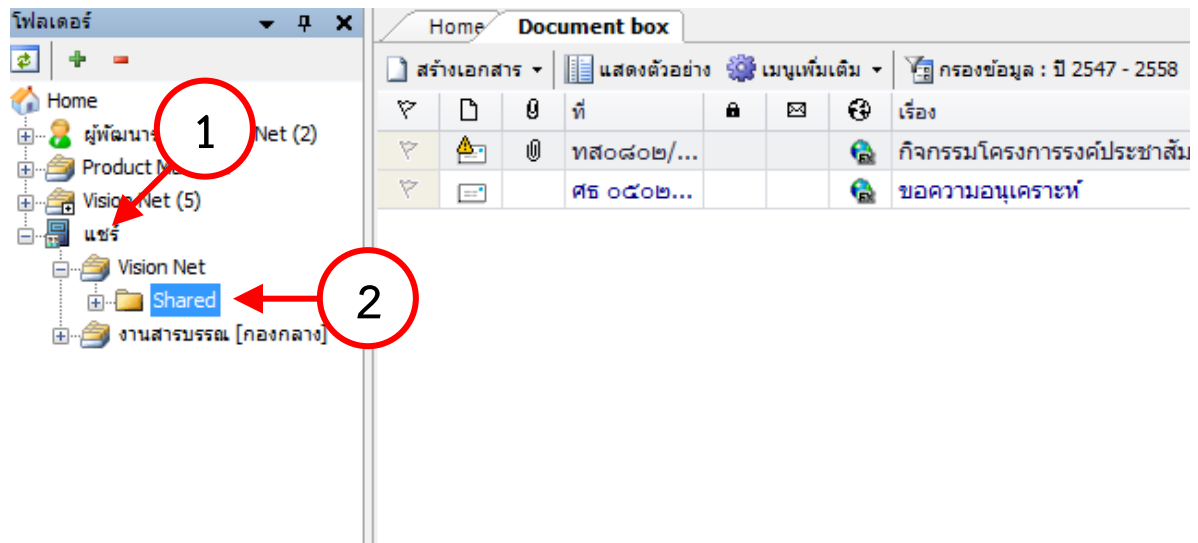 โฟลเดอร์
Home
ผู้พัฒนาร Net (2)
Product
Vision Net (5)
แชร์
Vision Net
Shared
งานสารบรรณ [กองกลาง]
1
2
Home Document box
สร้างเอกสาร แสดงตัวอย่าง เมนูเพิ่มเติม กรองข้อมูล : ปี 2547 - 2558
ที่ เรื่อง
ทส๐๘๐๒/... กิจกรรมโครงการรงค์ประชาสัม
ศธ ๐๕๐๒... ขอความอนุเคราะห์